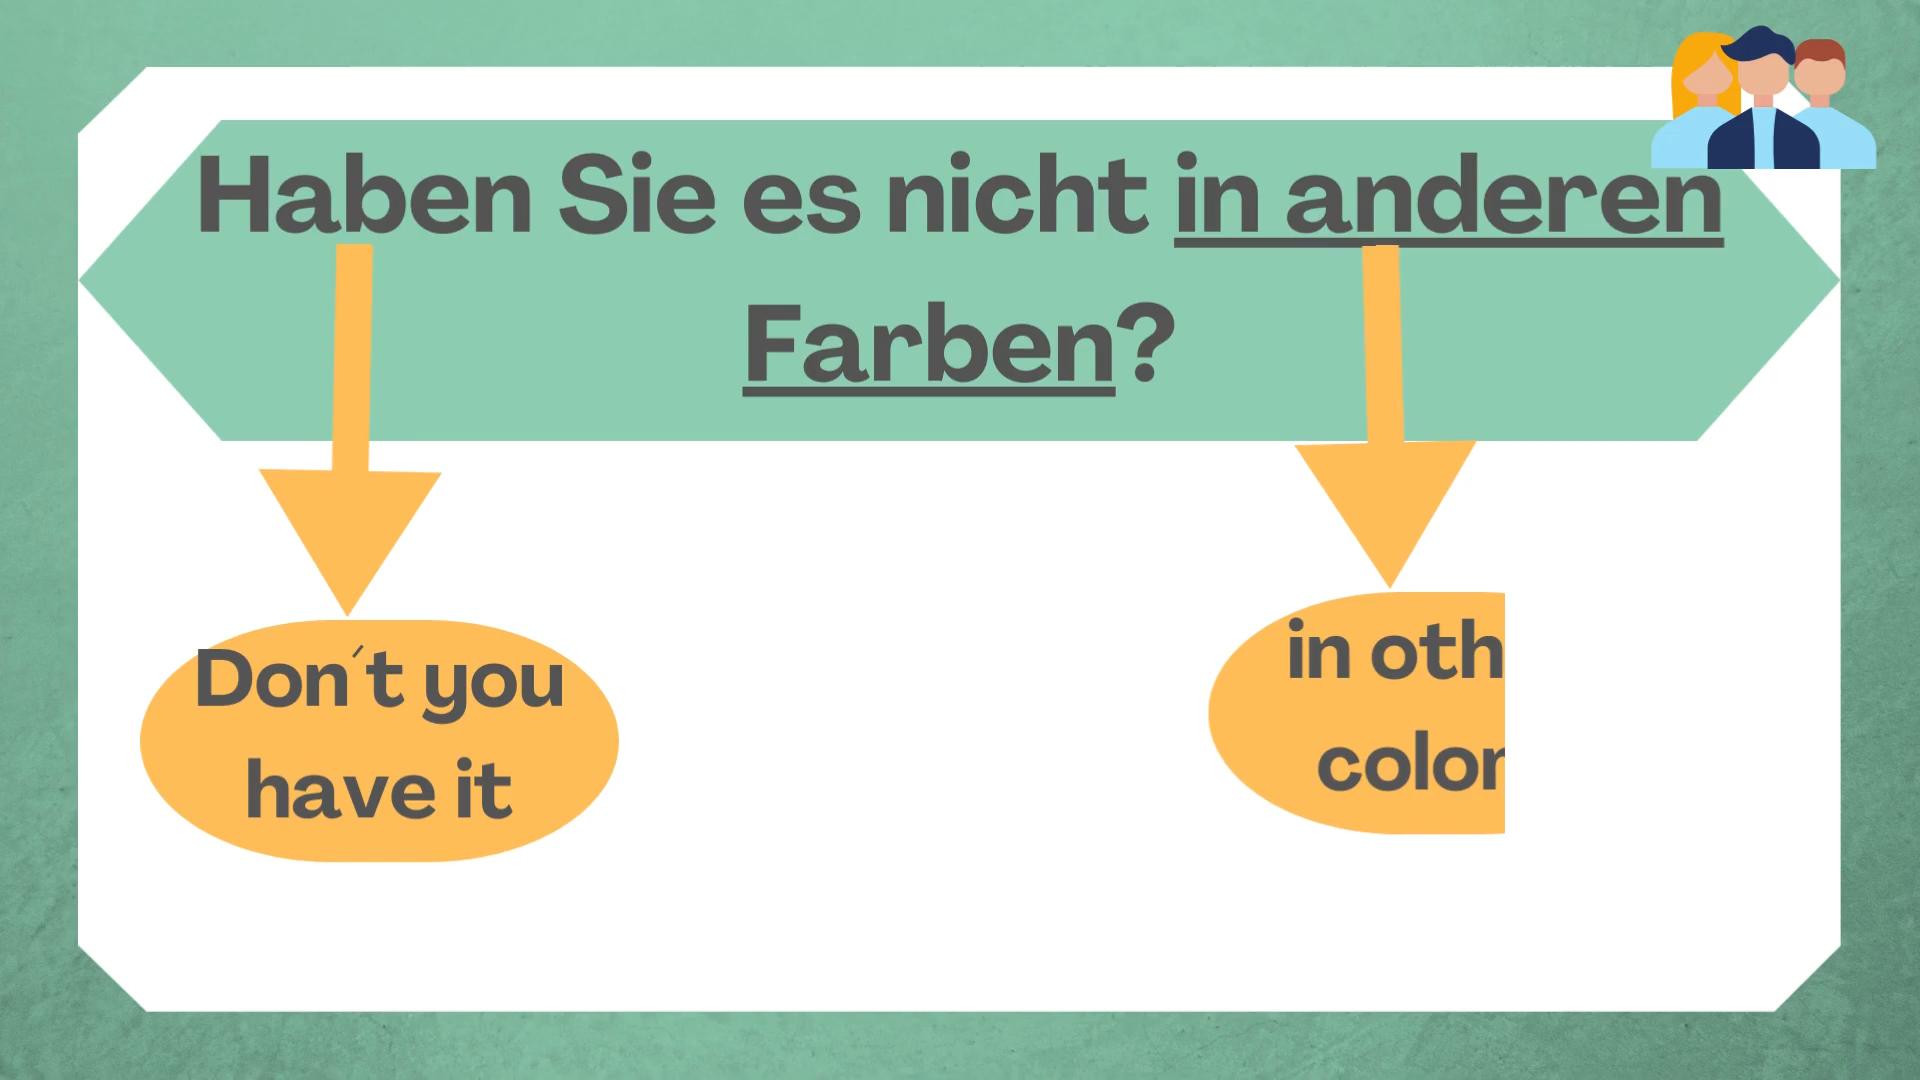 Haben Sie es nicht in anderen
Farben?
Don´t you
have it
in oth
color